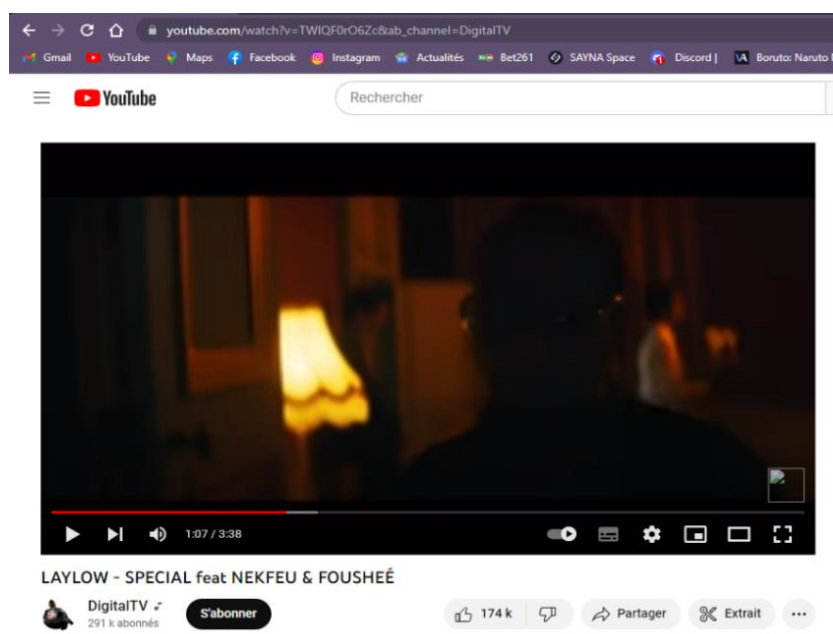 youtube.com/watch?v=TWIQF0rO6Zc&ab_channel=DigitalTV
Gmail YouTube Maps Facebook Instagram Actualités Bet261 SAYNA Space Discord | Boruto: Naruto
YouTube Rechercher
1:07 / 3:38
LAYLOW - SPECIAL feat NEKFEU & FOUSHEÉ
DigitalTV S'abonner 174 k Partager Extrait ...
291 k abonnés